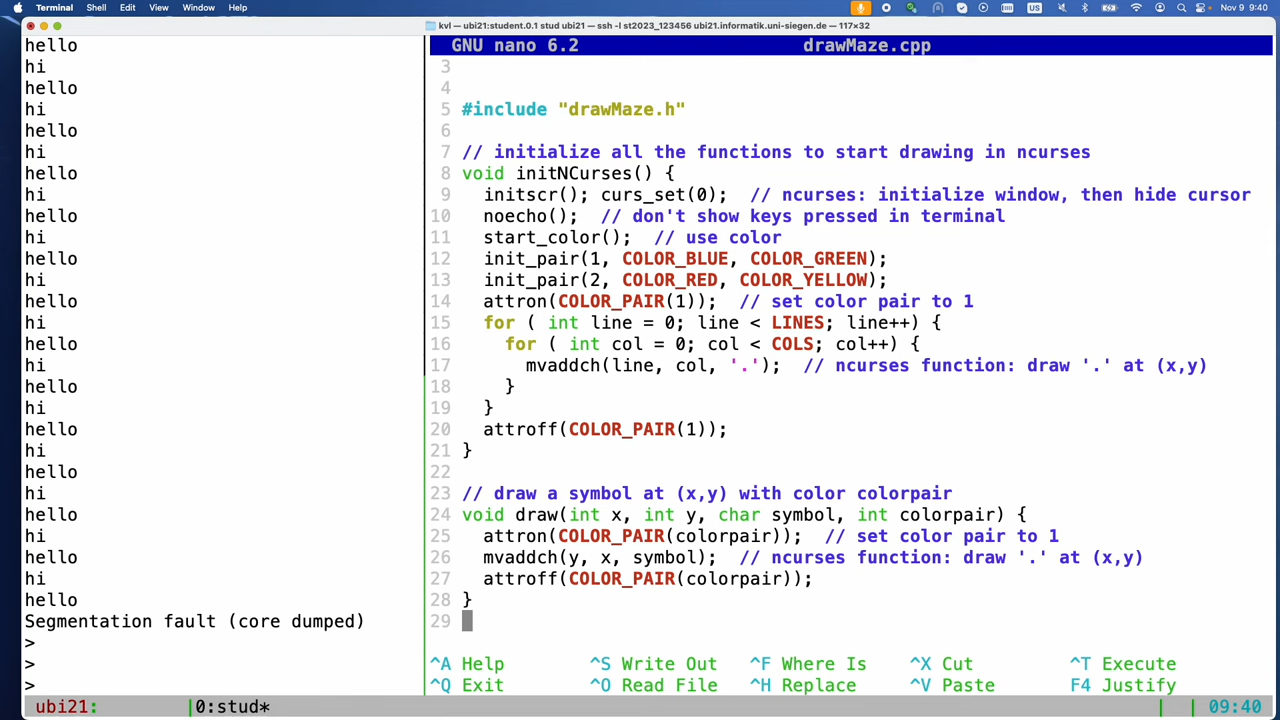 Terminal Shell Edit View Window Help
Nov 9 9:40
kvl — ubi21:student.0.1 stud ubi21 — ssh -l st2023_123456 ubi21.informatik.uni-siegen.de — 117×32
hello
hi
hello
hi
hello
hi
hello
hi
hello
hi
hello
hi
hello
hi
hello
hi
hello
hi
hello
hi
hello
hi
hello
hi
hello
hi
hello
Segmentation fault (core dumped)
>
>
>
GNU nano 6.2 drawMaze.cpp
3
4
5 #include "drawMaze.h"
6
7 // initialize all the functions to start drawing in ncurses
8 void initNCurses() {
9 initscr(); curs_set(0); // ncurses: initialize window, then hide cursor
10 noecho(); // don't show keys pressed in terminal
11 start_color(); // use color
12 init_pair(1, COLOR_BLUE, COLOR_GREEN);
13 init_pair(2, COLOR_RED, COLOR_YELLOW);
14 attron(COLOR_PAIR(1)); // set color pair to 1
15 for ( int line = 0; line < LINES; line++) {
16 for ( int col = 0; col < COLS; col++) {
17 mvaddch(line, col, '.'); // ncurses function: draw '.' at (x,y)
18 }
19 }
20 attroff(COLOR_PAIR(1));
21 }
22
23 // draw a symbol at (x,y) with color colorpair
24 void draw(int x, int y, char symbol, int colorpair) {
25 attron(COLOR_PAIR(colorpair)); // set color pair to 1
26 mvaddch(y, x, symbol); // ncurses function: draw '.' at (x,y)
27 attroff(COLOR_PAIR(colorpair));
28 }
29
^A Help ^S Write Out ^F Where Is ^X Cut ^T Execute
^Q Exit ^O Read File ^H Replace ^V Paste F4 Justify
ubi21: |0:stud* | | 09:40